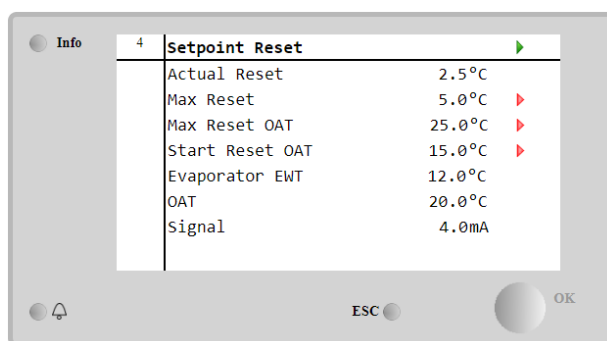 Info
4 Setpoint Reset
Actual Reset 2.5°C
Max Reset 5.0°C
Max Reset OAT 25.0°C
Start Reset OAT 15.0°C
Evaporator EWT 12.0°C
OAT 20.0°C
Signal 4.0mA
OK
ESC